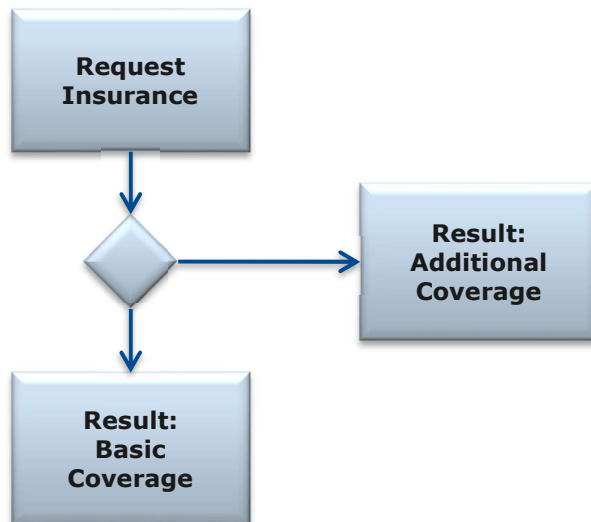 Request
Insurance
Result:
Additional
Coverage
Result:
Basic
Coverage